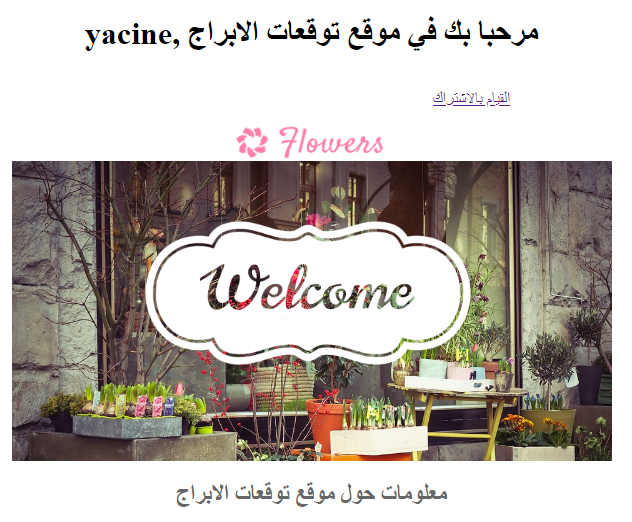 مرحبا بك في موقع توقعات الابراج ,yacine
القيام بالاشتراك
Flowers
Welcome
معلومات حول موقع توقعات الابراج